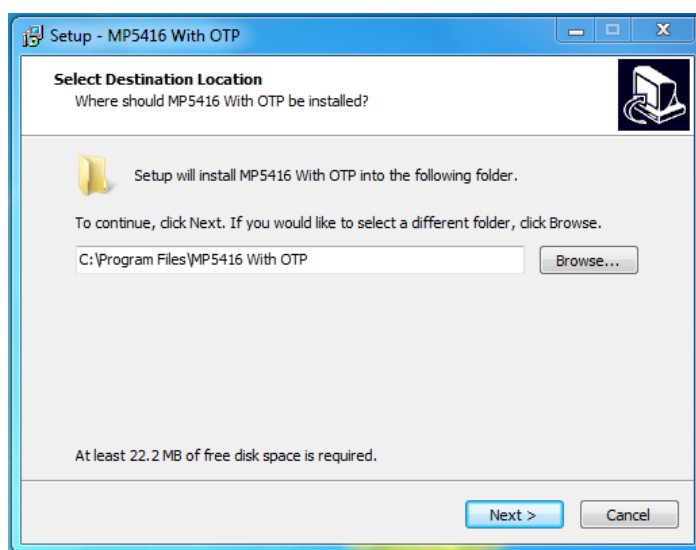 Setup - MP5416 With OTP
Select Destination Location
Where should MP5416 With OTP be installed?
Setup will install MP5416 With OTP into the following folder.
To continue, click Next. If you would like to select a different folder, click Browse.
C:\Program Files\MP5416 With OTP
Browse...
At least 22.2 MB of free disk space is required.
Next >
Cancel